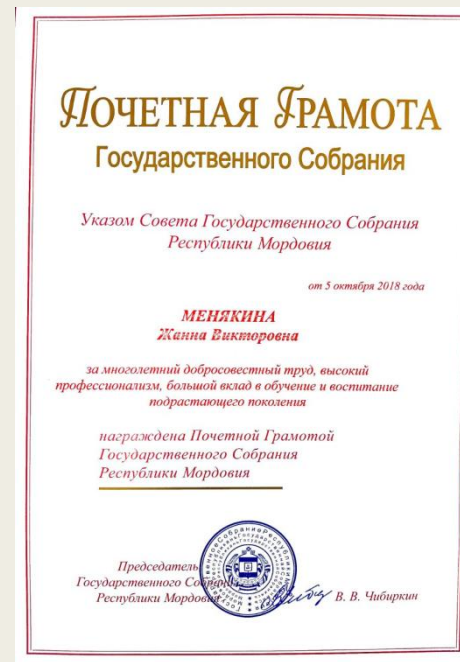 ПОЧЕТНАЯ ГРАМОТА
Государственного Собрания
Указом Совета Государственного Собрания
Республики Мордовия
от 5 октября 2018 года
МЕНЯКИНА
Жанна Викторовна
за многолетний добросовестный труд, высокий
профессионализм, большой вклад в обучение и воспитание
подрастающего поколения
награждена Почетной Грамотой
Государственного Собрания
Республики Мордовия
Председатель
Государственного Собрания
Республики Мордовия
В. В. Чибиркин